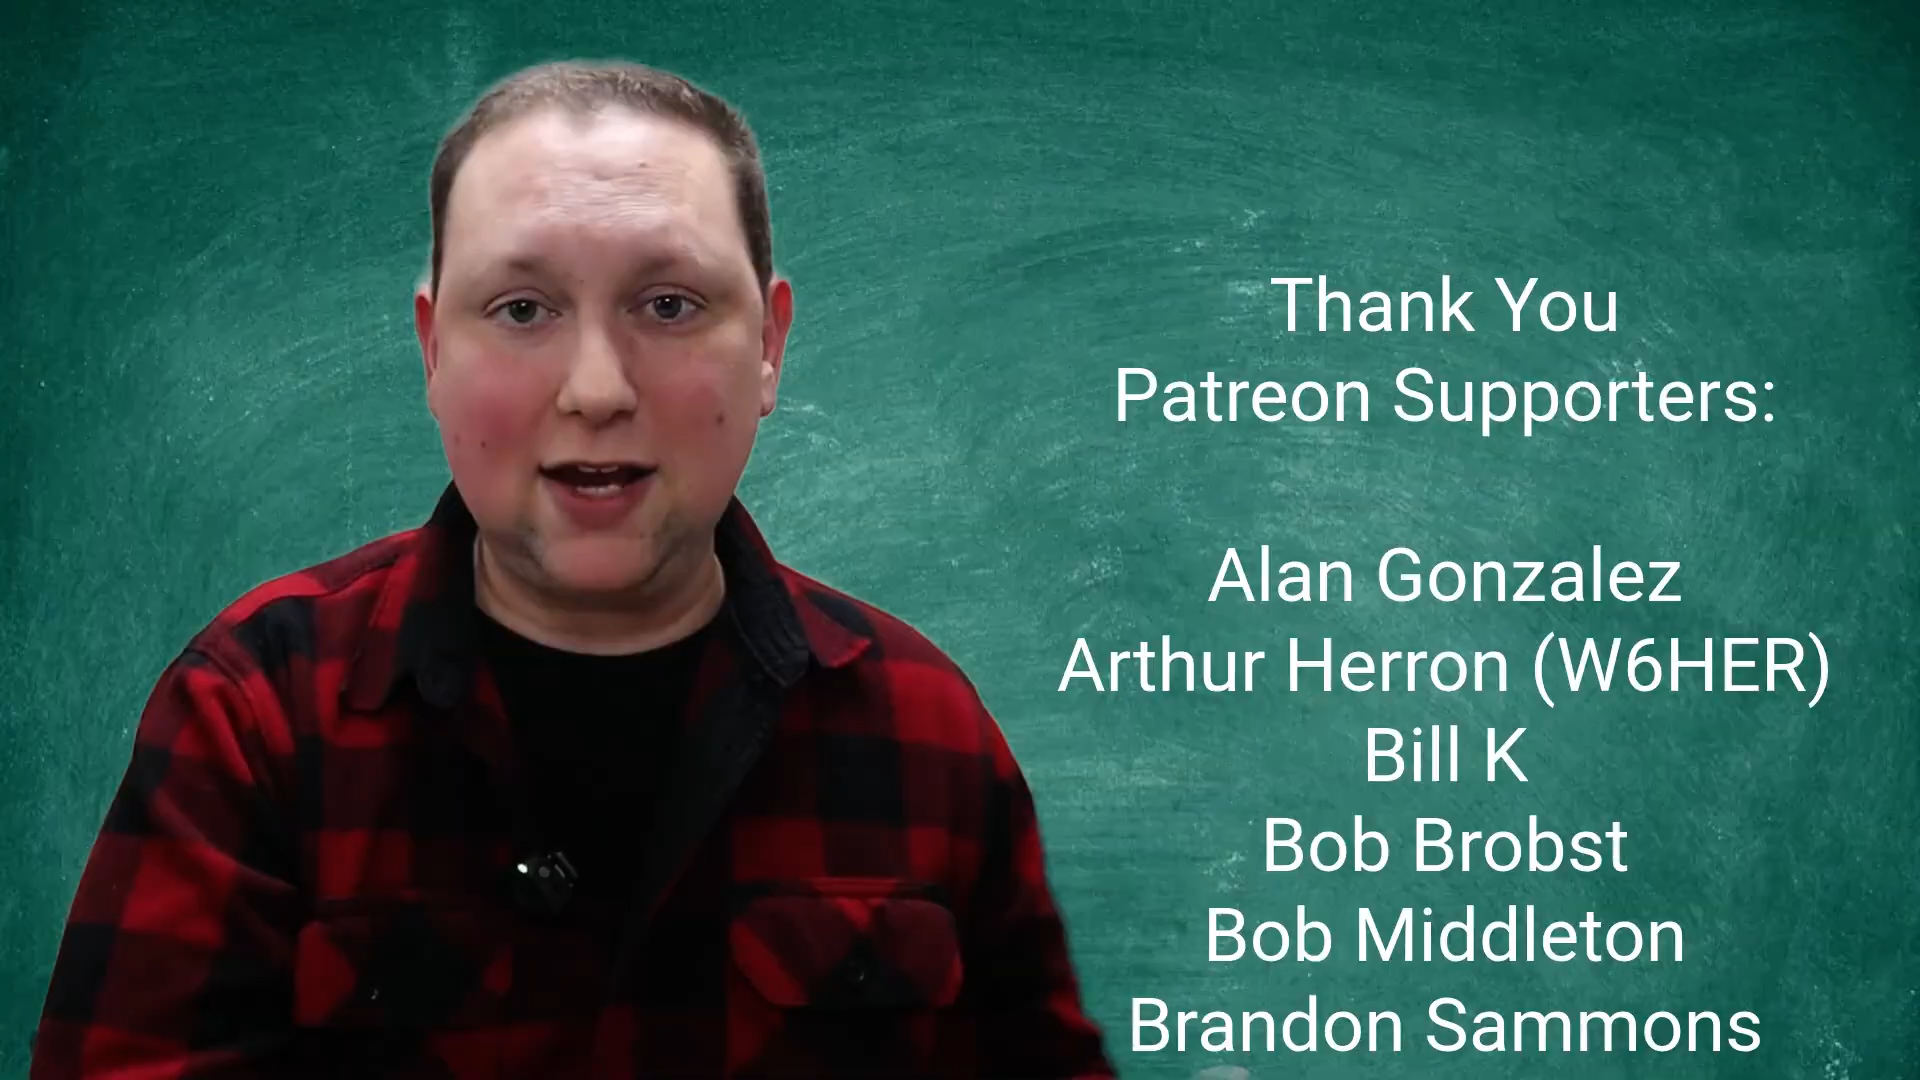 Thank You
Patreon Supporters:
Alan Gonzalez
Arthur Herron (W6HER)
Bill K
Bob Brobst
Bob Middleton
Brandon Sammons